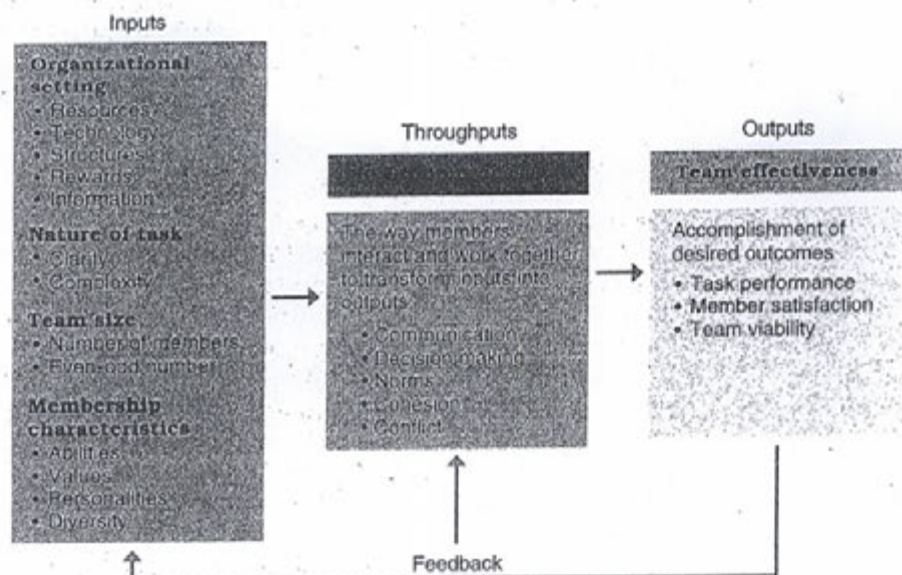 Inputs
Organizational
setting
• Resources
• Technology
• Structures
• Rewards
• Information
Nature of task
• Clarity
• Complexity
Team size
• Number of members
• Even-odd number
Membership
characteristics
• Abilities
• Values
• Personalities
• Diversity
Throughputs
The way members
interact and work together
to transform inputs into
outputs
• Communication
• Decision making
• Norms
• Cohesion
• Conflict
Outputs
Team effectiveness
Accomplishment of
desired outcomes
• Task performance
• Member satisfaction
• Team viability
Feedback